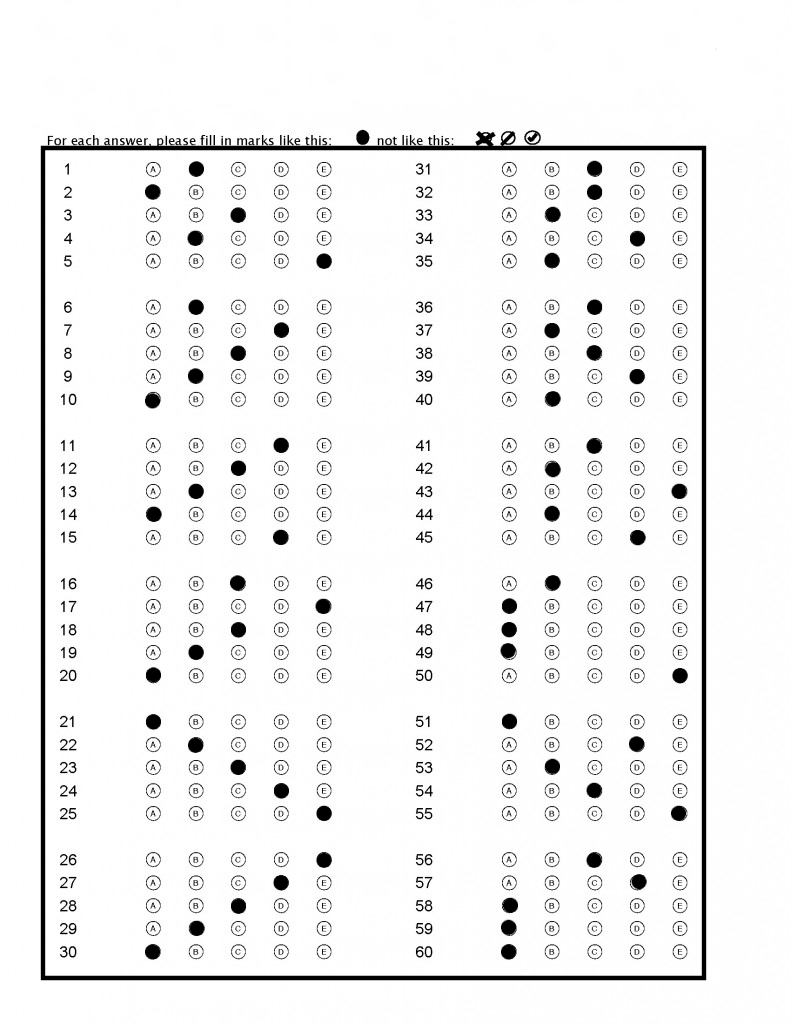 For each answer, please fill in marks like this: not like this:
1 A C D E 31 A B D E
2 B C D E 32 A B D E
3 A B D E 33 A C D E
4 A C D E 34 A B C E
5 A B C D 35 A C D E
6 A C D E 36 A B D E
7 A B C E 37 A C D E
8 A B D E 38 A B D E
9 A C D E 39 A B C E
10 B C D E 40 A C D E
11 A B C E 41 A B D E
12 A B D E 42 A C D E
13 A C D E 43 A B C D
14 B C D E 44 A C D E
15 A B C E 45 A B C E
16 A B D E 46 A C D E
17 A B C D 47 B C D E
18 A B D E 48 B C D E
19 A C D E 49 B C D E
20 B C D E 50 A B C D
21 B C D E 51 B C D E
22 A C D E 52 A B C E
23 A B D E 53 A C D E
24 A B C E 54 A B D E
25 A B C D 55 A B C D
26 A B C D 56 A B D E
27 A B C E 57 A B C E
28 A B D E 58 B C D E
29 A C D E 59 B C D E
30 B C D E 60 B C D E